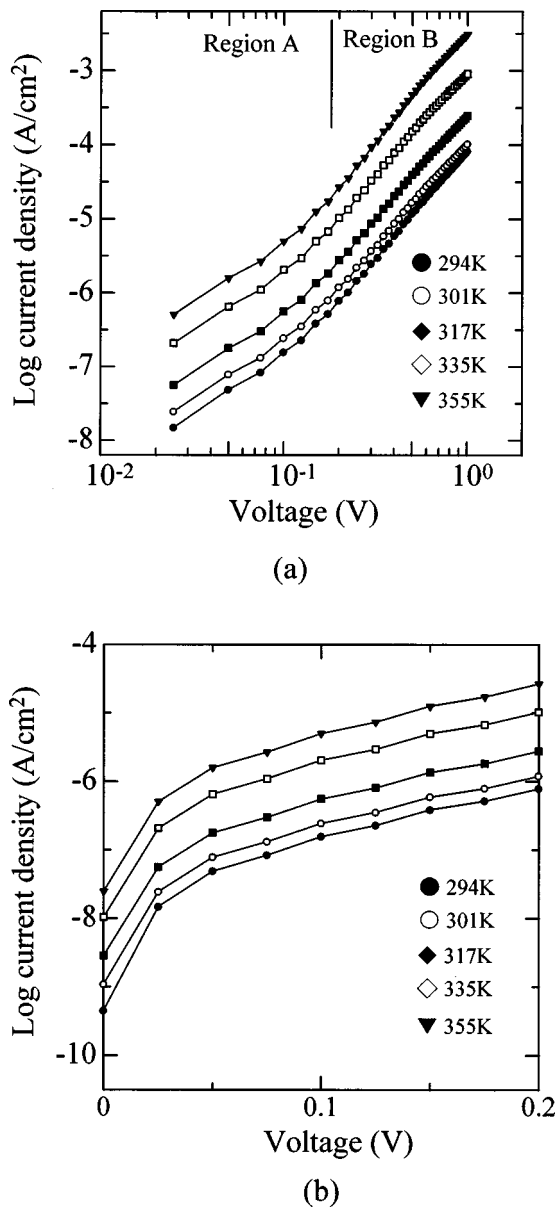 Region A
Region B
Log current density (A/cm²)
-3
-4
-5
-6
-7
-8
294K
301K
317K
335K
355K
10⁻²
10⁻¹
10⁰
Voltage (V)
(a)
Log current density (A/cm²)
-4
-6
-8
-10
294K
301K
317K
335K
355K
0
0.1
0.2
Voltage (V)
(b)